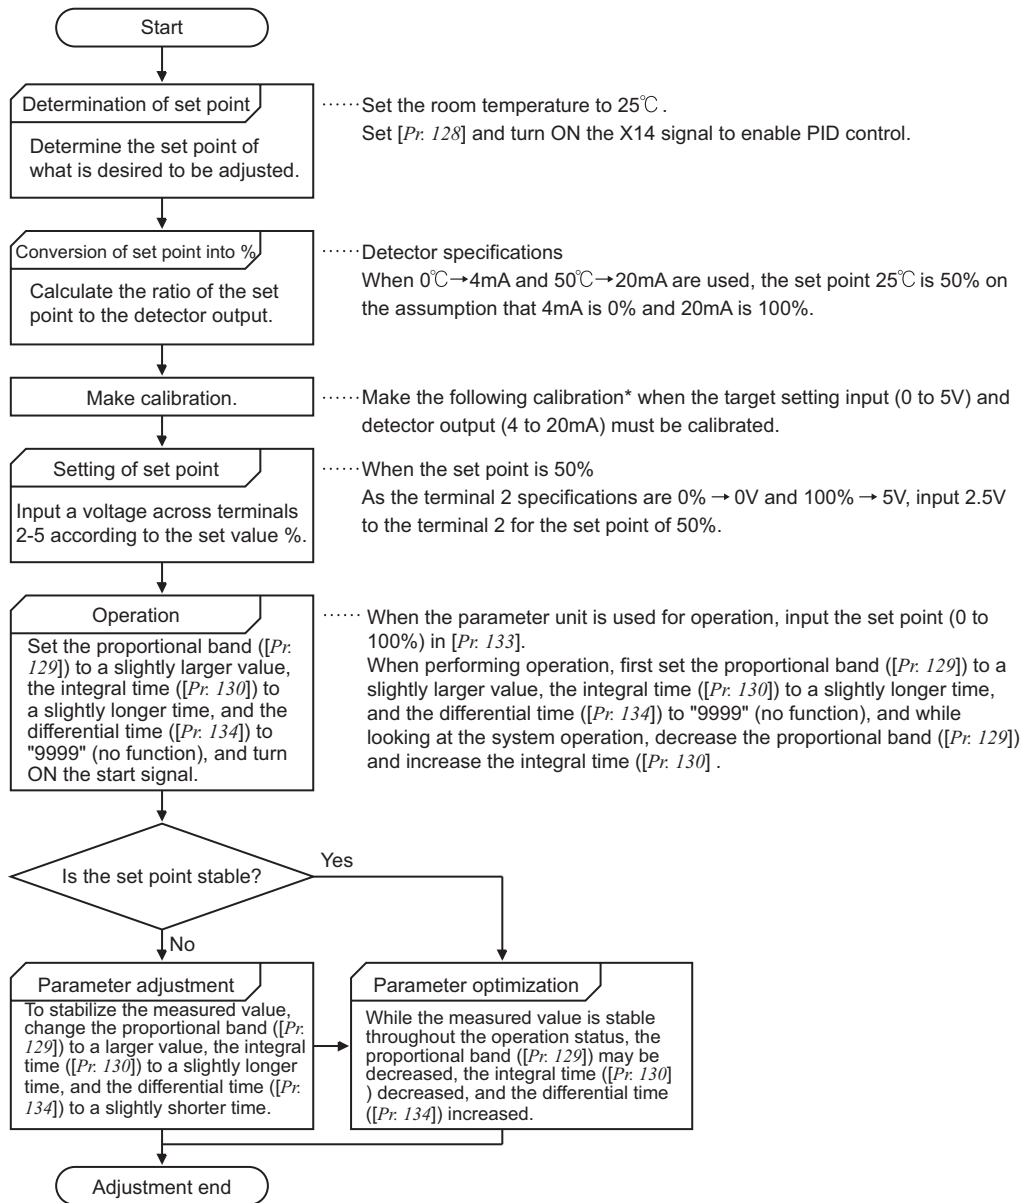 Start
Determination of set point
Determine the set point of
what is desired to be adjusted.
······Set the room temperature to 25℃ .
Set [Pr. 128] and turn ON the X14 signal to enable PID control.
Conversion of set point into %
Calculate the ratio of the set
point to the detector output.
······Detector specifications
When 0℃→4mA and 50℃→20mA are used, the set point 25℃ is 50% on
the assumption that 4mA is 0% and 20mA is 100%.
Make calibration.
······Make the following calibration* when the target setting input (0 to 5V) and
detector output (4 to 20mA) must be calibrated.
Setting of set point
Input a voltage across terminals
2-5 according to the set value %.
······When the set point is 50%
As the terminal 2 specifications are 0% → 0V and 100% → 5V, input 2.5V
to the terminal 2 for the set point of 50%.
Operation
Set the proportional band ([Pr.
129]) to a slightly larger value,
the integral time ([Pr. 130]) to
a slightly longer time, and the
differential time ([Pr. 134]) to
"9999" (no function), and turn
ON the start signal.
······ When the parameter unit is used for operation, input the set point (0 to
100%) in [Pr. 133].
When performing operation, first set the proportional band ([Pr. 129]) to a
slightly larger value, the integral time ([Pr. 130]) to a slightly longer time,
and the differential time ([Pr. 134]) to "9999" (no function), and while
looking at the system operation, decrease the proportional band ([Pr. 129])
and increase the integral time ([Pr. 130] .
Is the set point stable?
Yes
No
Parameter adjustment
To stabilize the measured value,
change the proportional band ([Pr.
129]) to a larger value, the integral
time ([Pr. 130]) to a slightly longer
time, and the differential time ([Pr.
134]) to a slightly shorter time.
Parameter optimization
While the measured value is stable
throughout the operation status, the
proportional band ([Pr. 129]) may be
decreased, the integral time ([Pr. 130]
) decreased, and the differential time
([Pr. 134]) increased.
Adjustment end